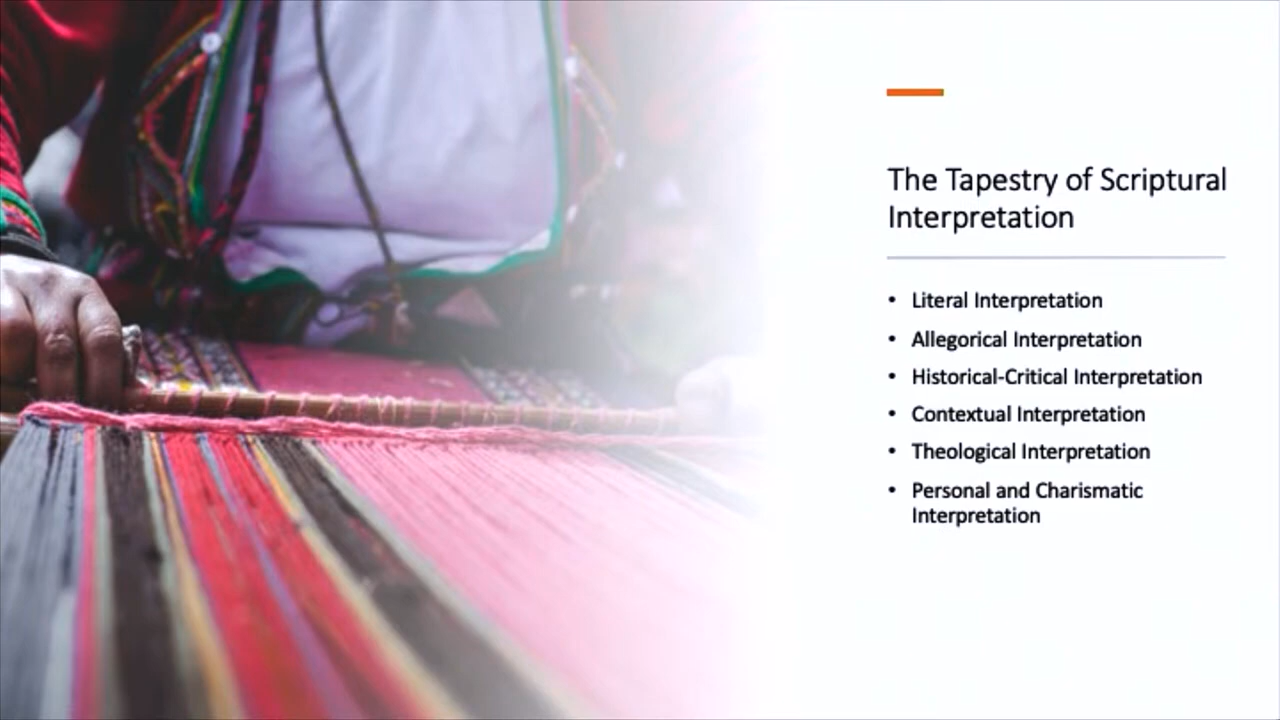 The Tapestry of Scriptural
Interpretation
• Literal Interpretation
• Allegorical Interpretation
• Historical-Critical Interpretation
• Contextual Interpretation
• Theological Interpretation
• Personal and Charismatic
Interpretation